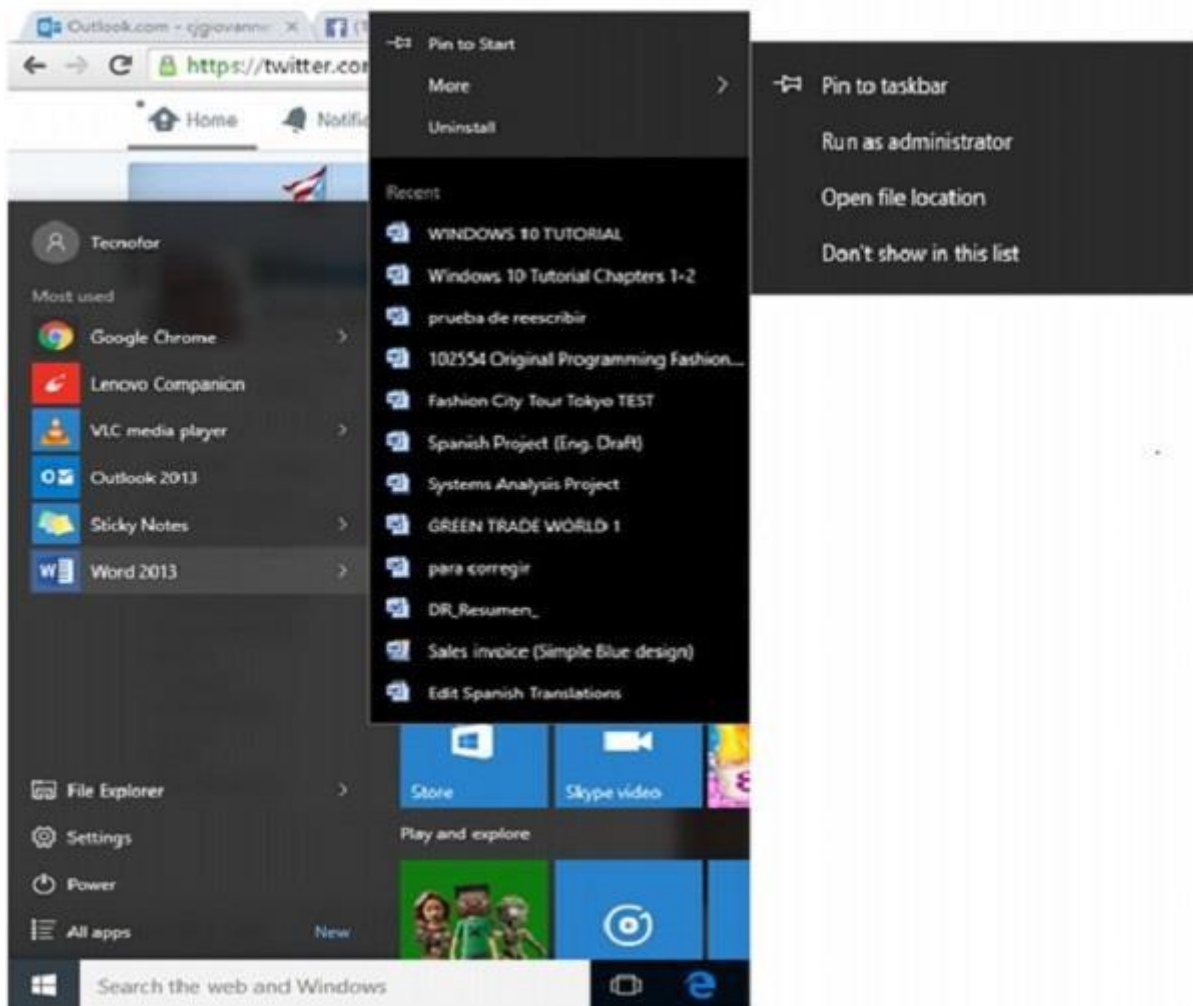 Outlook.com - cjgiovanni
https://twitter.com
Home
Notific
Tecnofor
Most used
Google Chrome
Lenovo Companion
VLC media player
Outlook 2013
Sticky Notes
Word 2013
File Explorer
Settings
Power
All apps
New
Search the web and Windows
Pin to Start
More
Uninstall
Recent
WINDOWS 10 TUTORIAL
Windows 10 Tutorial Chapters 1-2
prueba de reescribir
102554 Original Programming Fashion...
Fashion City Tour Tokyo TEST
Spanish Project (Eng. Draft)
Systems Analysis Project
GREEN TRADE WORLD 1
para corregir
DR_Resumen_
Sales invoice (Simple Blue design)
Edit Spanish Translations
Store
Skype video
Play and explore
Pin to taskbar
Run as administrator
Open file location
Don't show in this list